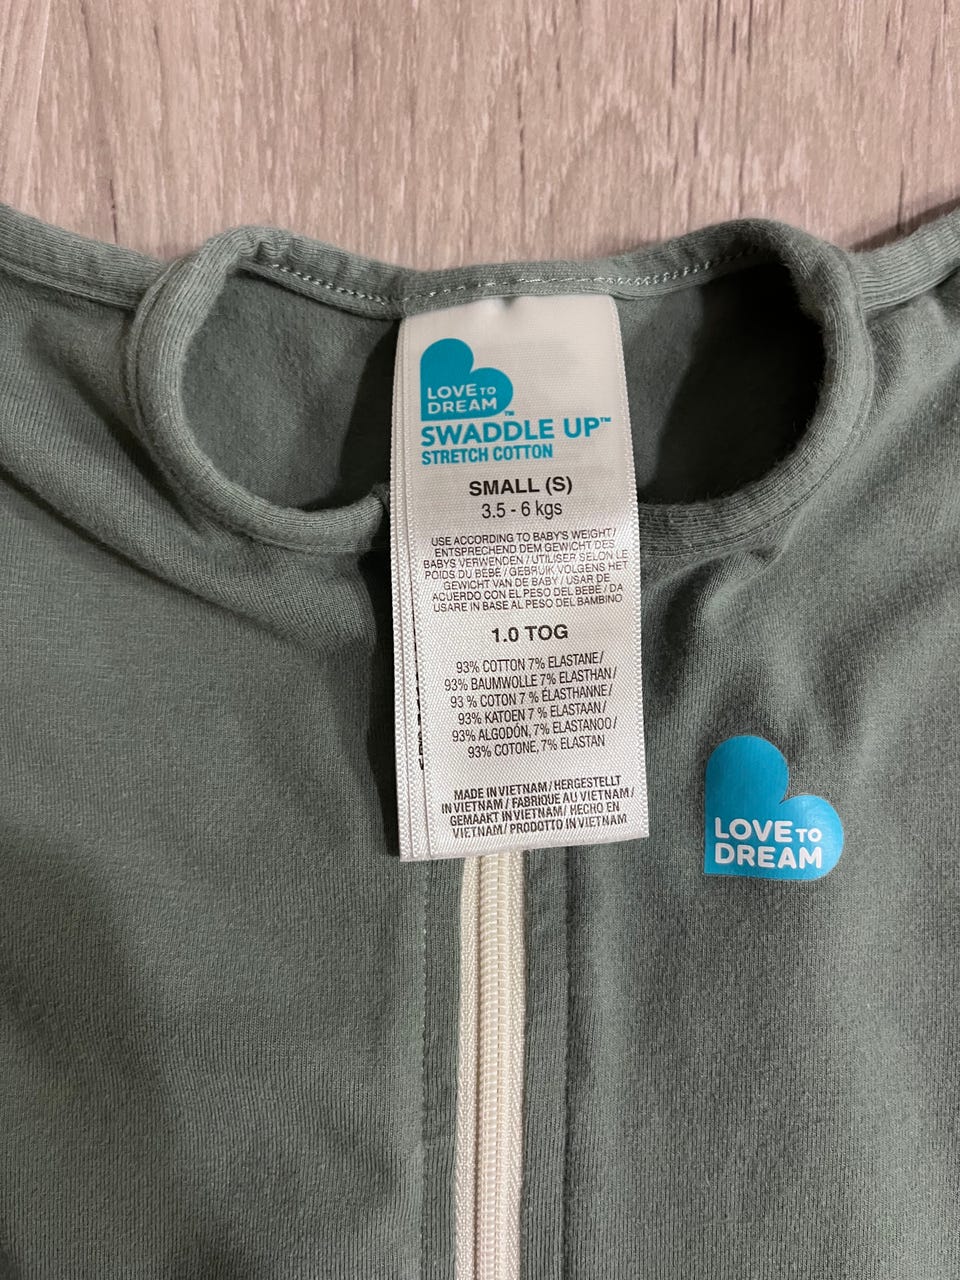 LOVE TO
DREAM™
SWADDLE UP™
STRETCH COTTON
SMALL (S)
3.5 - 6 kgs
USE ACCORDING TO BABY'S WEIGHT/
ENTSPRECHEND DEM GEWICHT DES
BABYS VERWENDEN / UTILISER SELON LE
POIDS DU BÉBÉ / GEBRUIK VOLGENS HET
GEWICHT VAN DE BABY / USAR DE
ACUERDO CON EL PESO DEL BEBÉ / DA
USARE IN BASE AL PESO DEL BAMBINO
1.0 TOG
93% COTTON 7% ELASTANE/
93% BAUMWOLLE 7% ELASTHAN/
93 % COTON 7 % ÉLASTHANNE/
93% KATOEN 7 % ELASTAAN/
93% ALGODÓN, 7% ELASTANOO/
93% COTONE, 7% ELASTAN
MADE IN VIETNAM / HERGESTELLT
IN VIETNAM / FABRIQUE AU VIETNAM /
GEMAAKT IN VIETNAM/ HECHO EN
VIETNAM/ PRODOTTO IN VIETNAM
LOVE TO
DREAM